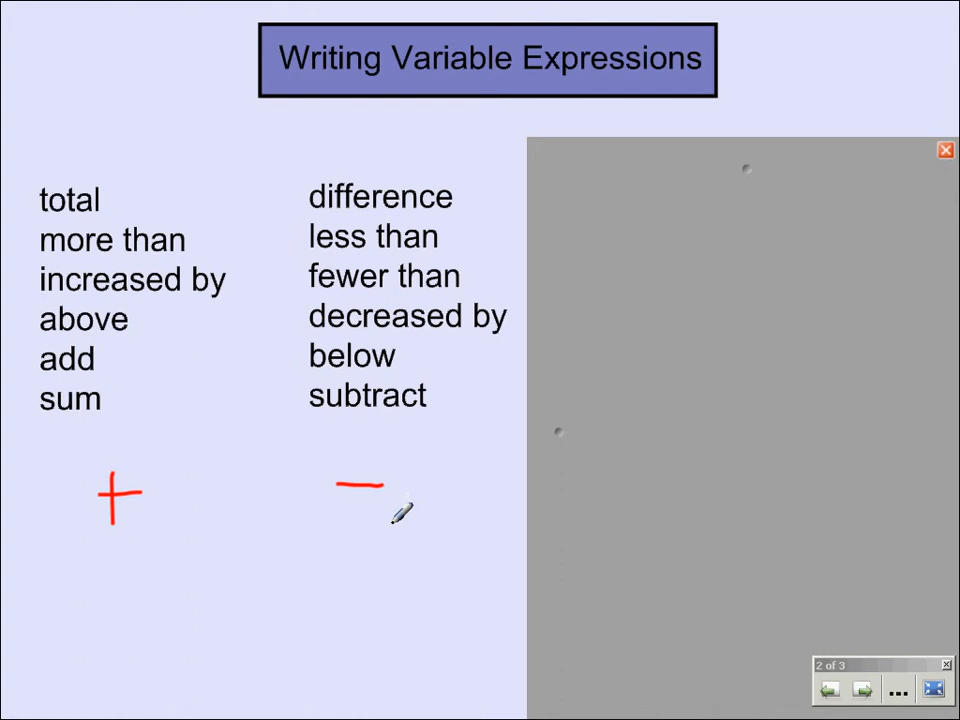 Writing Variable Expressions
total
more than
increased by
above
add
sum
+
difference
less than
fewer than
decreased by
below
subtract
−
2 of 3
...